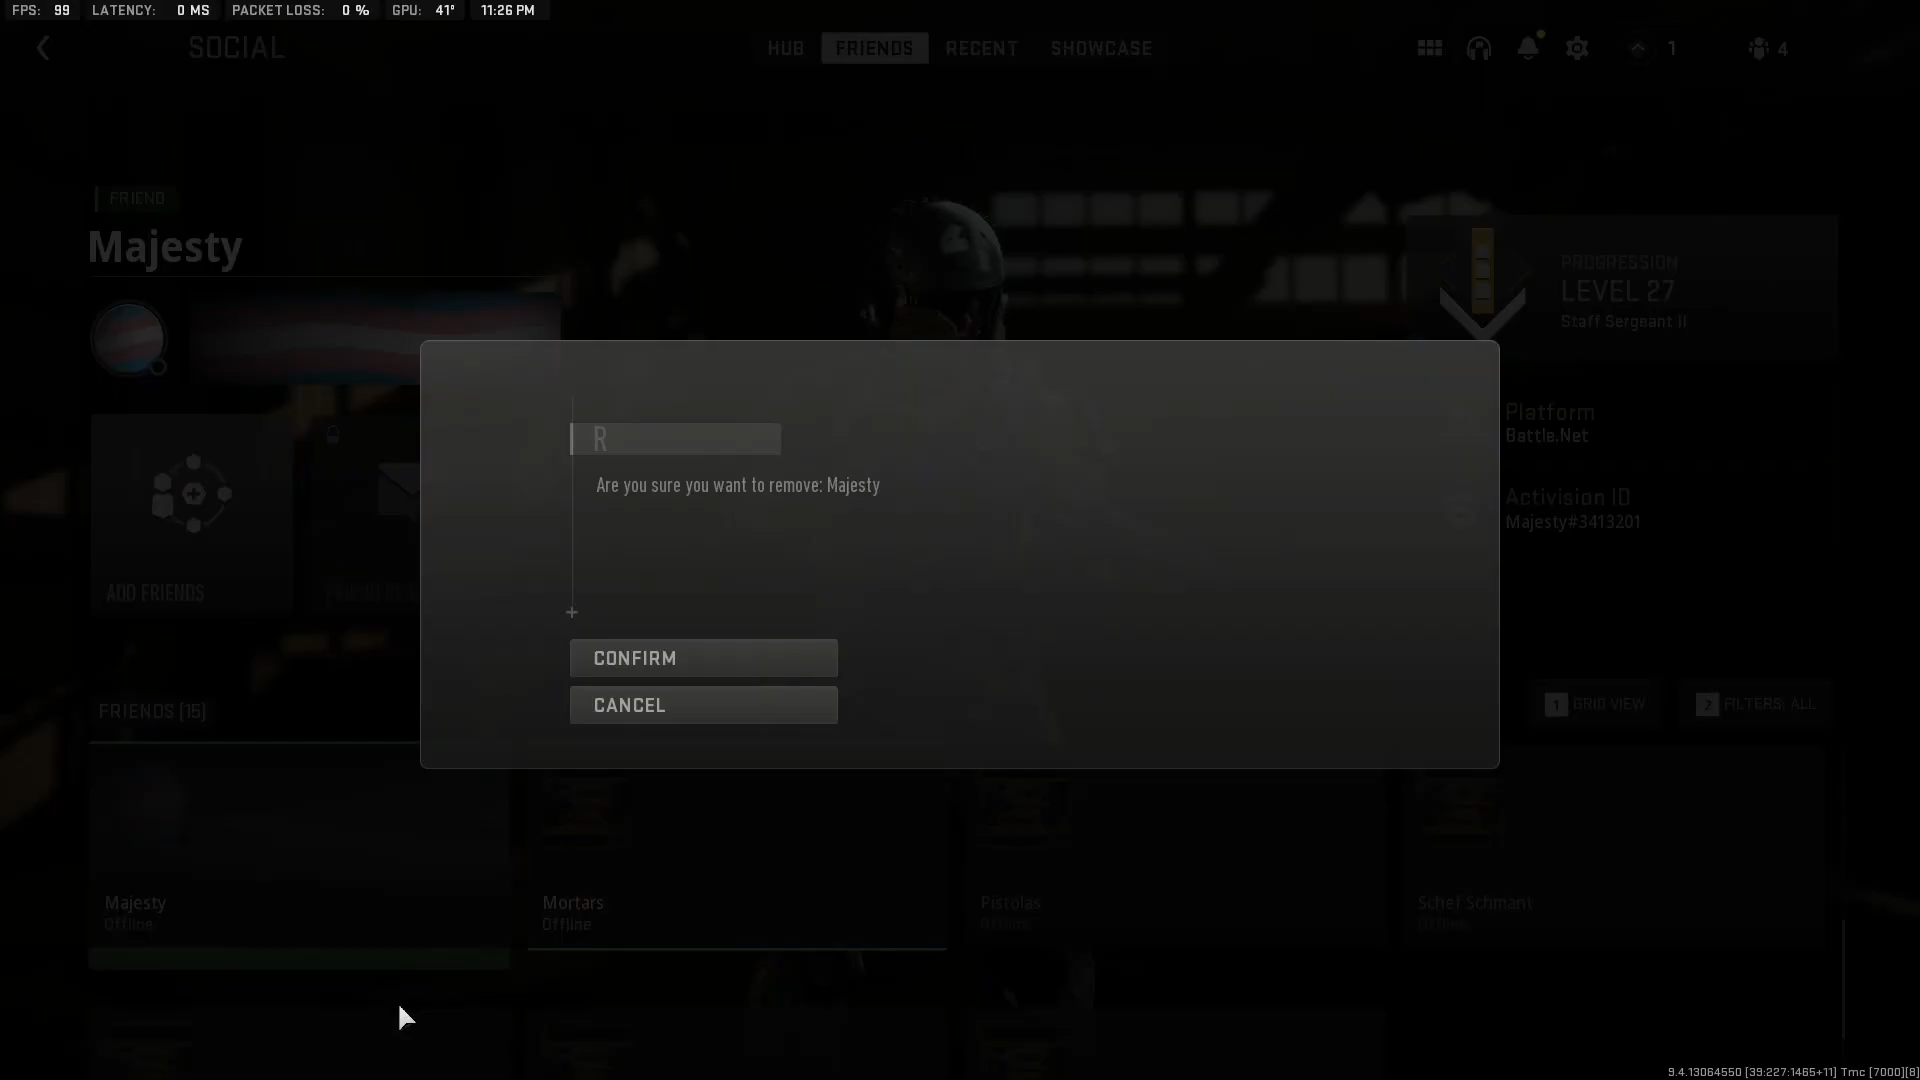 FPS: 99 LATENCY: 0 MS PACKET LOSS: 0 % GPU: 41° 11:26 PM
SOCIAL
HUB FRIENDS RECENT SHOWCASE
1
4
FRIEND
Majesty
PROGRESSION
LEVEL 27
Staff Sergeant II
Platform
Battle.Net
Activision ID
Majesty#3413201
R
Are you sure you want to remove: Majesty
ADD FRIENDS
CONFIRM
CANCEL
FRIENDS [15]
1 GRID VIEW
2 FILTERS: ALL
Majesty
Offline
Mortars
Offline
Pistolas
Offline
Schef Schmant
Offline
9.4.13064550 [39:227:1465+11] Tmc [7000][8]